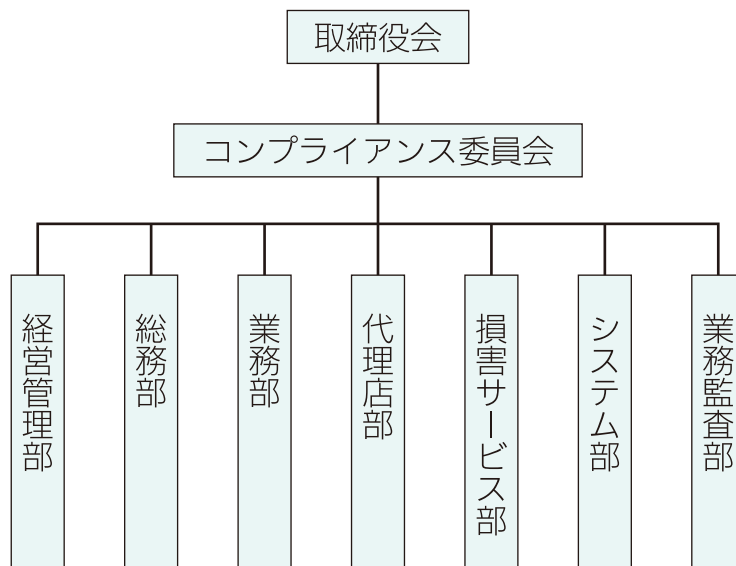 取締役会
コンプライアンス委員会
経営管理部
総務部
業務部
代理店部
損害サービス部
システム部
業務監査部